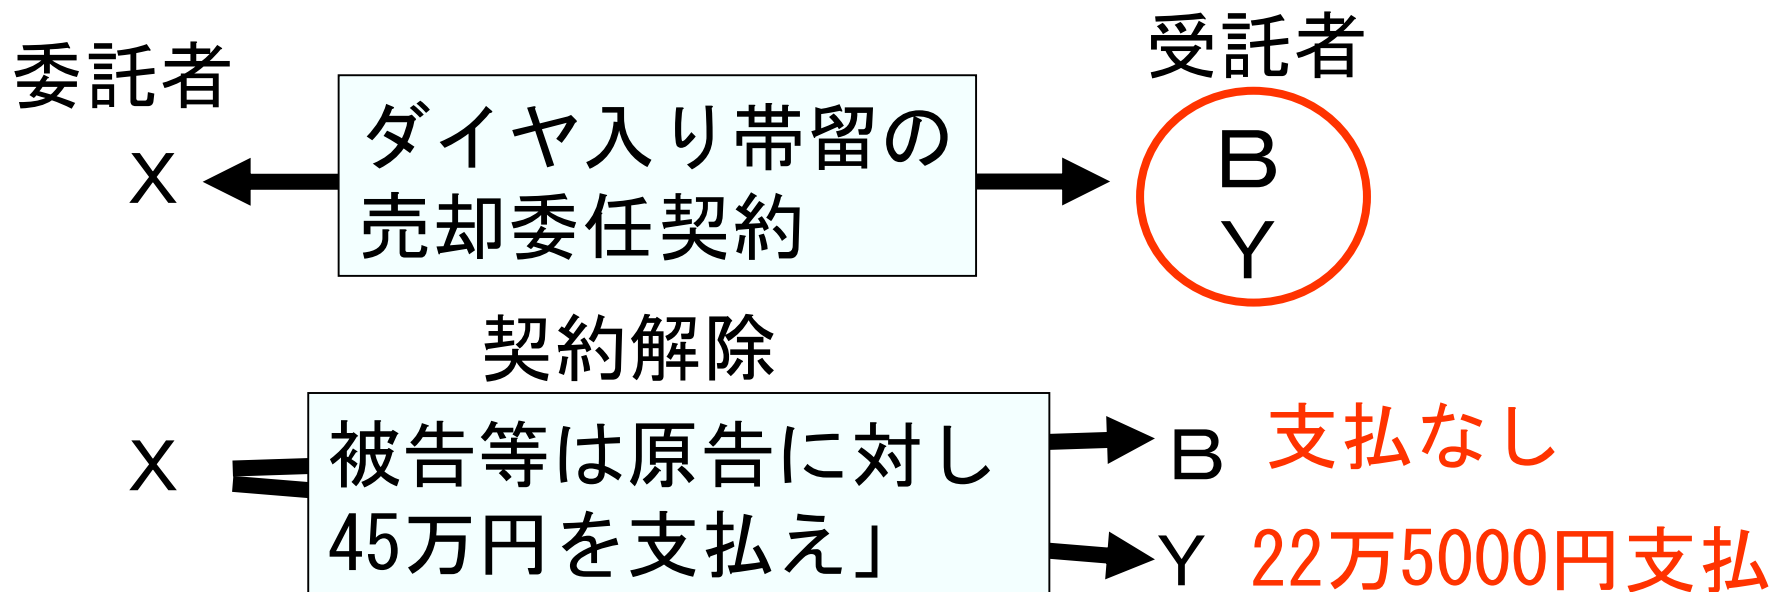 委託者
受託者
X
ダイヤ入り帯留の
売却委任契約
B
Y
契約解除
X
被告等は原告に対し
45万円を支払え」
B 支払なし
Y 22万5000円支払